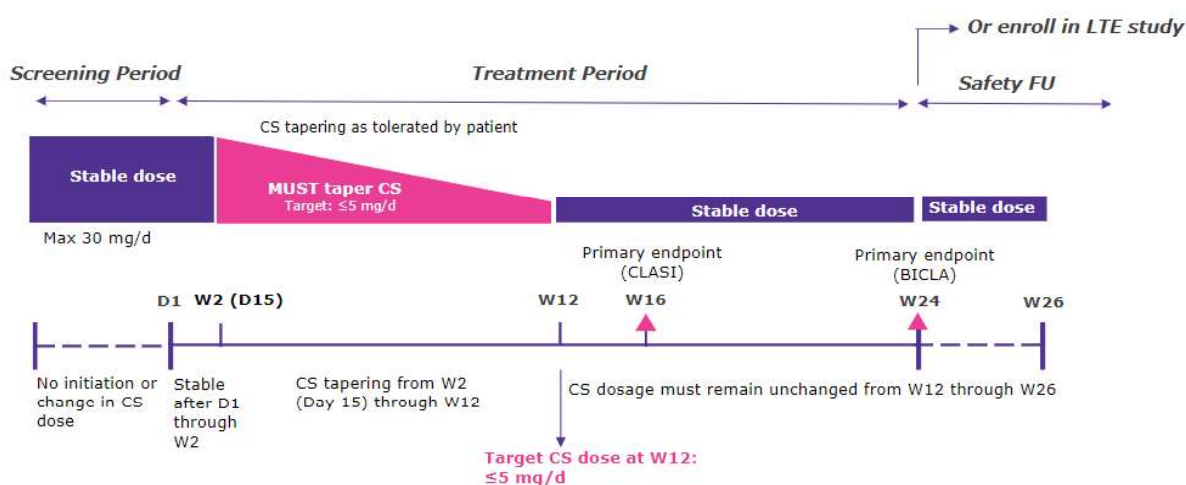 Or enroll in LTE study
Screening Period
Treatment Period
Safety FU
CS tapering as tolerated by patient
Stable dose
MUST taper CS
Target: ≤5 mg/d
Stable dose
Stable dose
Max 30 mg/d
Primary endpoint
(CLASI)
Primary endpoint
(BICLA)
D1
W2 (D15)
W12
W16
W24
W26
No initiation or
change in CS
dose
Stable
after D1
through
W2
CS tapering from W2
(Day 15) through W12
CS dosage must remain unchanged from W12 through W26
Target CS dose at W12:
≤5 mg/d